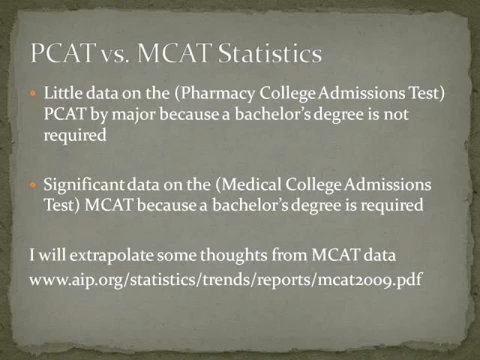 PCAT vs. MCAT Statistics
Little data on the (Pharmacy College Admissions Test)
PCAT by major because a bachelor's degree is not
required
Significant data on the (Medical College Admissions
Test) MCAT because a bachelor's degree is required
I will extrapolate some thoughts from MCAT data
www.aip.org/statistics/trends/reports/mcat2009.pdf